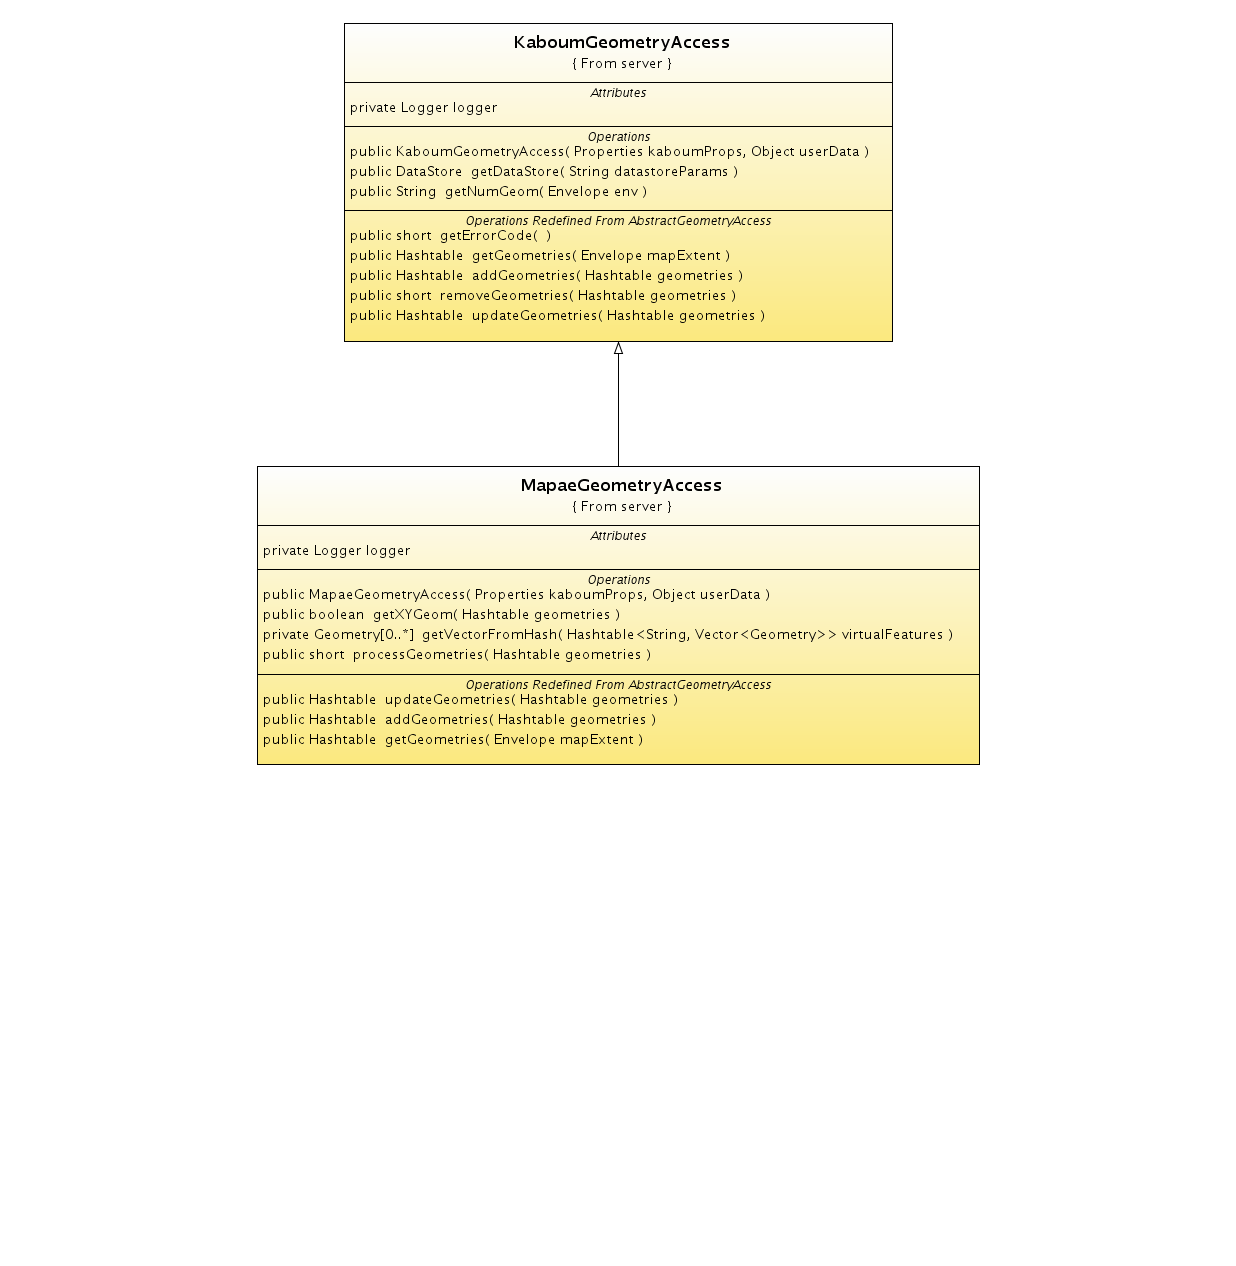 KaboumGeometryAccess
{ From server }
Attributes
private Logger logger
Operations
public KaboumGeometryAccess( Properties kaboumProps, Object userData )
public DataStore  getDataStore( String datastoreParams )
public String  getNumGeom( Envelope env )
Operations Redefined From AbstractGeometryAccess
public short  getErrorCode(  )
public Hashtable  getGeometries( Envelope mapExtent )
public Hashtable  addGeometries( Hashtable geometries )
public short  removeGeometries( Hashtable geometries )
public Hashtable  updateGeometries( Hashtable geometries )
MapaeGeometryAccess
{ From server }
Attributes
private Logger logger
Operations
public MapaeGeometryAccess( Properties kaboumProps, Object userData )
public boolean  getXYGeom( Hashtable geometries )
private Geometry[0..*]  getVectorFromHash( Hashtable<String, Vector<Geometry>> virtualFeatures )
public short  processGeometries( Hashtable geometries )
Operations Redefined From AbstractGeometryAccess
public Hashtable  updateGeometries( Hashtable geometries )
public Hashtable  addGeometries( Hashtable geometries )
public Hashtable  getGeometries( Envelope mapExtent )